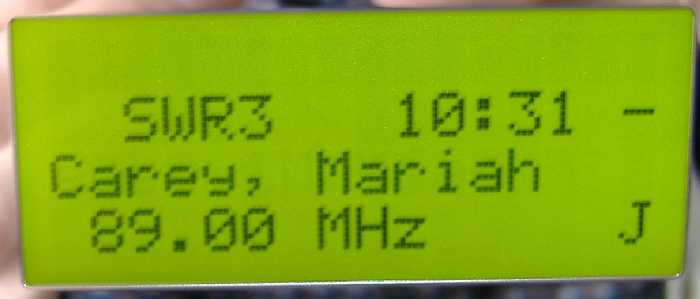 SWR3 10:31 -
Carey, Mariah
89.00 MHz J